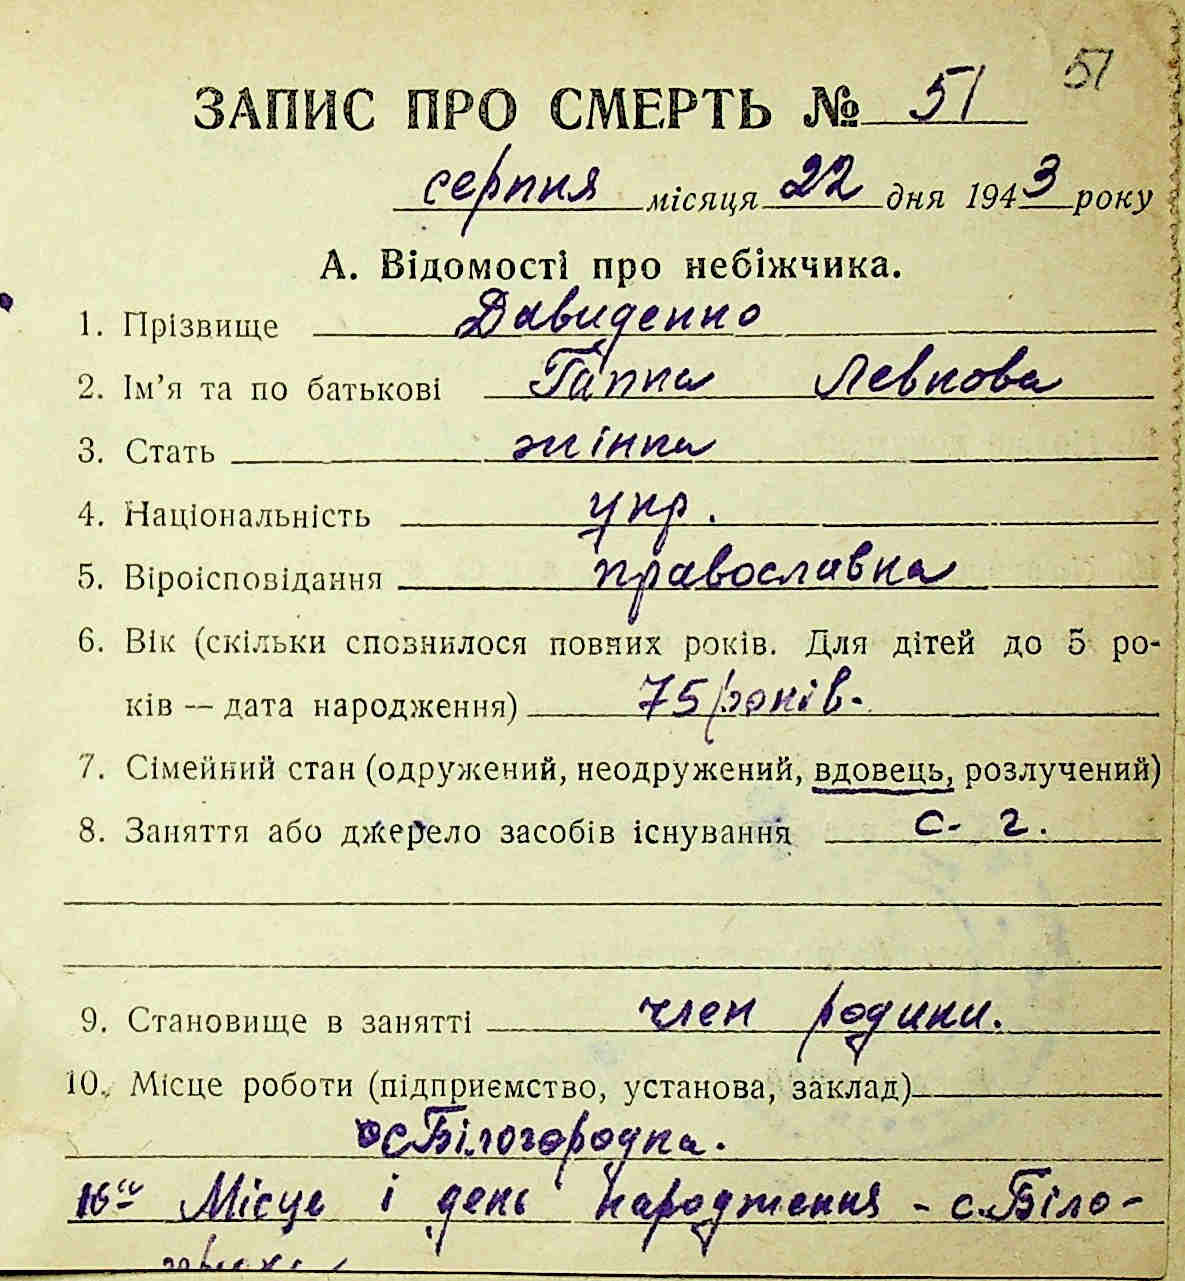 51
ЗАПИС ПРО СМЕРТЬ № 51
серпня місяця 22 дня 1943 року
А. Відомості про небіжчика.
1. Прізвище Давиденко
2. Ім'я та по батькові Гапка Левкова
3. Стать жінка
4. Національність укр.
5. Віроісповідання православна
6. Вік (скільки сповнилося повних років. Для дітей до 5 ро-
ків — дата народження) 75 років.
7. Сімейний стан (одружений, неодружений, вдовець, розлучений)
8. Заняття або джерело засобів існування с. г.
9. Становище в занятті член родини.
10. Місце роботи (підприємство, установа, заклад)
с Білогородка.
Місце і день народження - с. Біло-